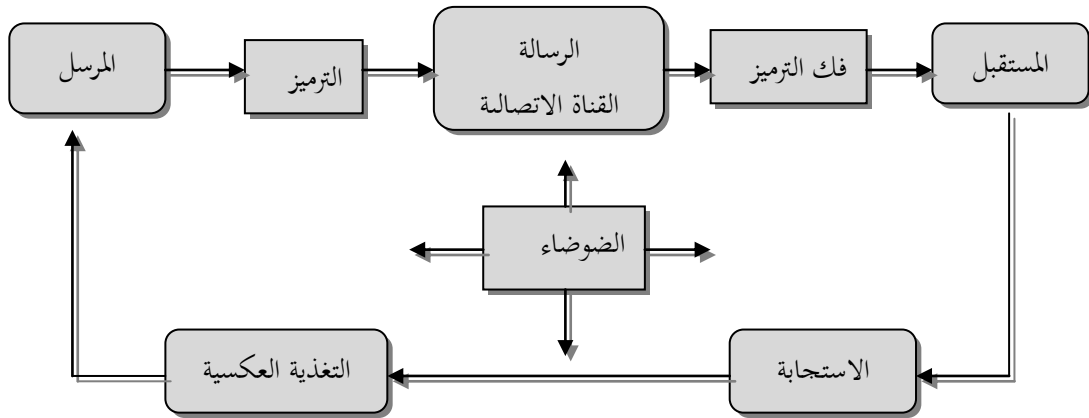 المرسل
الترميز
الرسالة
القناة الاتصالية
فك الترميز
المستقبل
الضوضاء
التغذية العكسية
الاستجابة